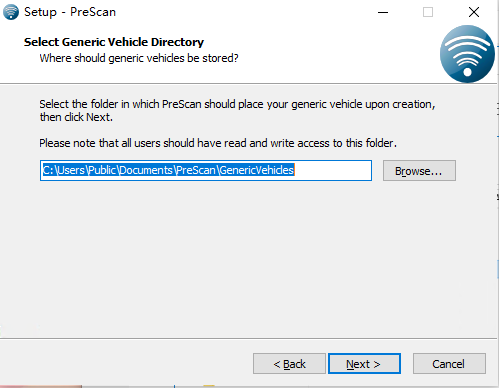 Setup - PreScan
Select Generic Vehicle Directory
Where should generic vehicles be stored?
Select the folder in which PreScan should place your generic vehicle upon creation,
then click Next.
Please note that all users should have read and write access to this folder.
C:\Users\Public\Documents\PreScan\GenericVehicles
Browse...
< Back
Next >
Cancel